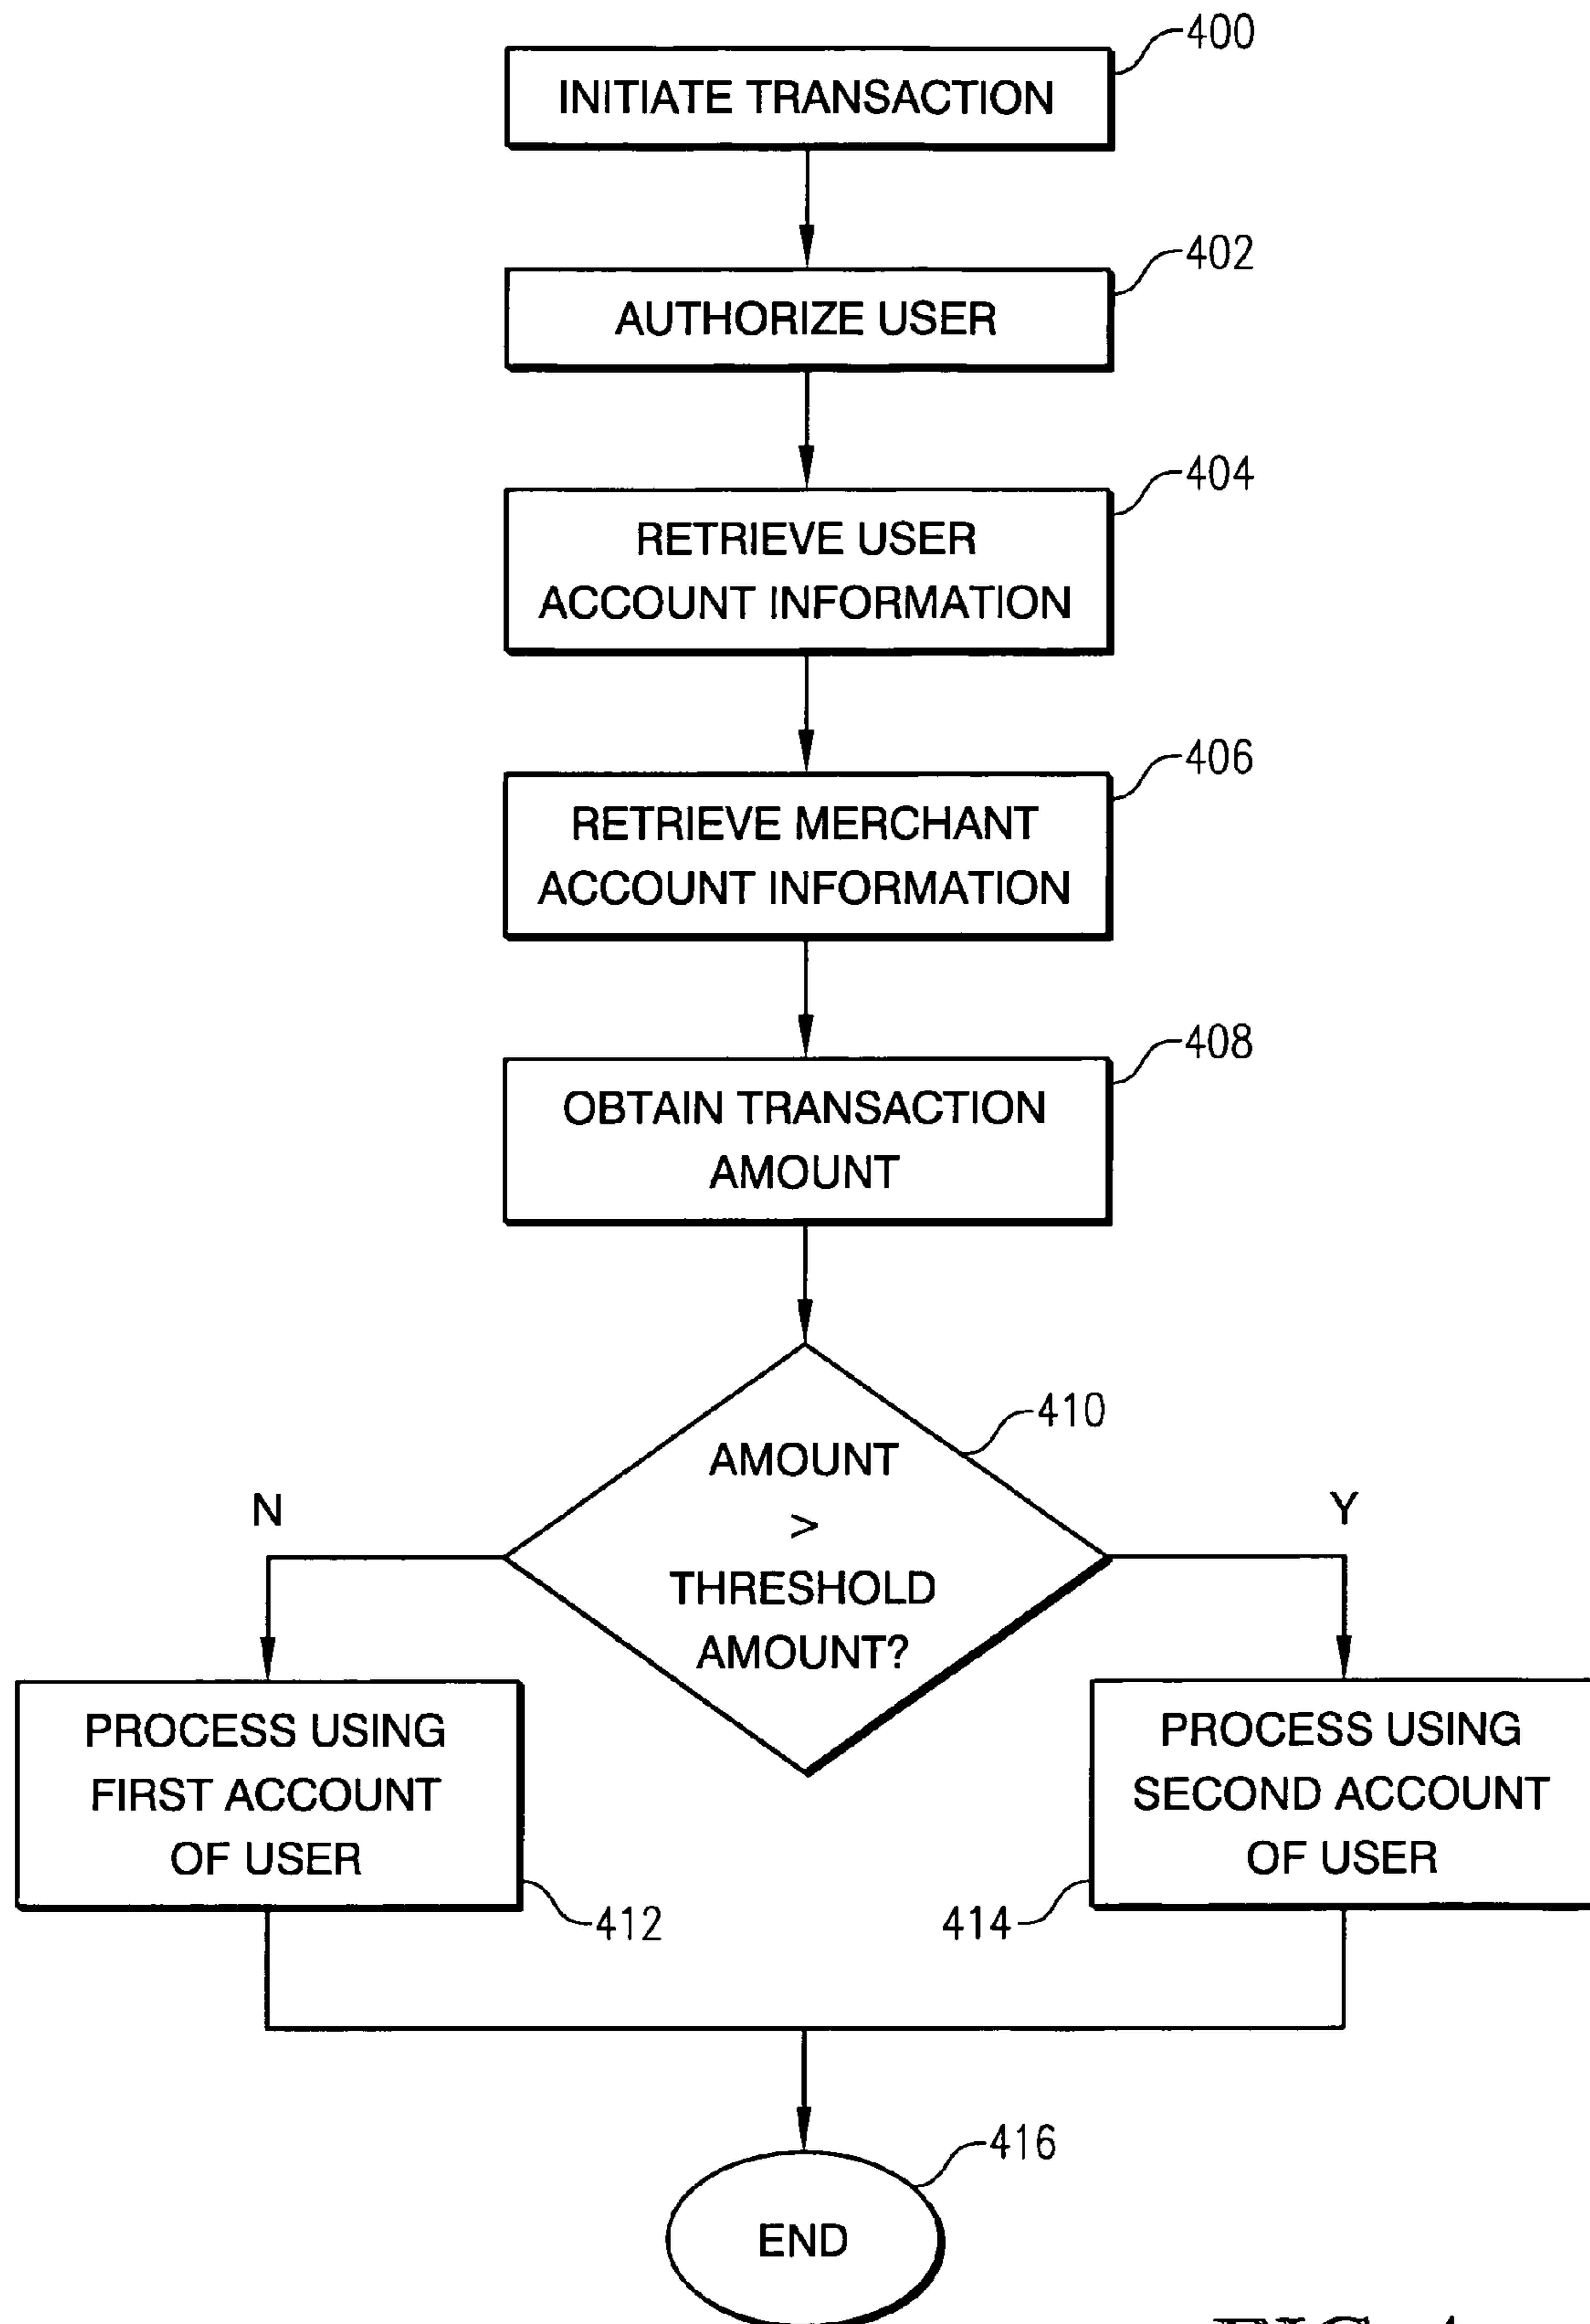 400
INITIATE TRANSACTION
402
AUTHORIZE USER
404
RETRIEVE USER
ACCOUNT INFORMATION
406
RETRIEVE MERCHANT
ACCOUNT INFORMATION
408
OBTAIN TRANSACTION
AMOUNT
410
AMOUNT
>
THRESHOLD
AMOUNT?
N
Y
PROCESS USING
FIRST ACCOUNT
OF USER
412
PROCESS USING
SECOND ACCOUNT
OF USER
414
416
END